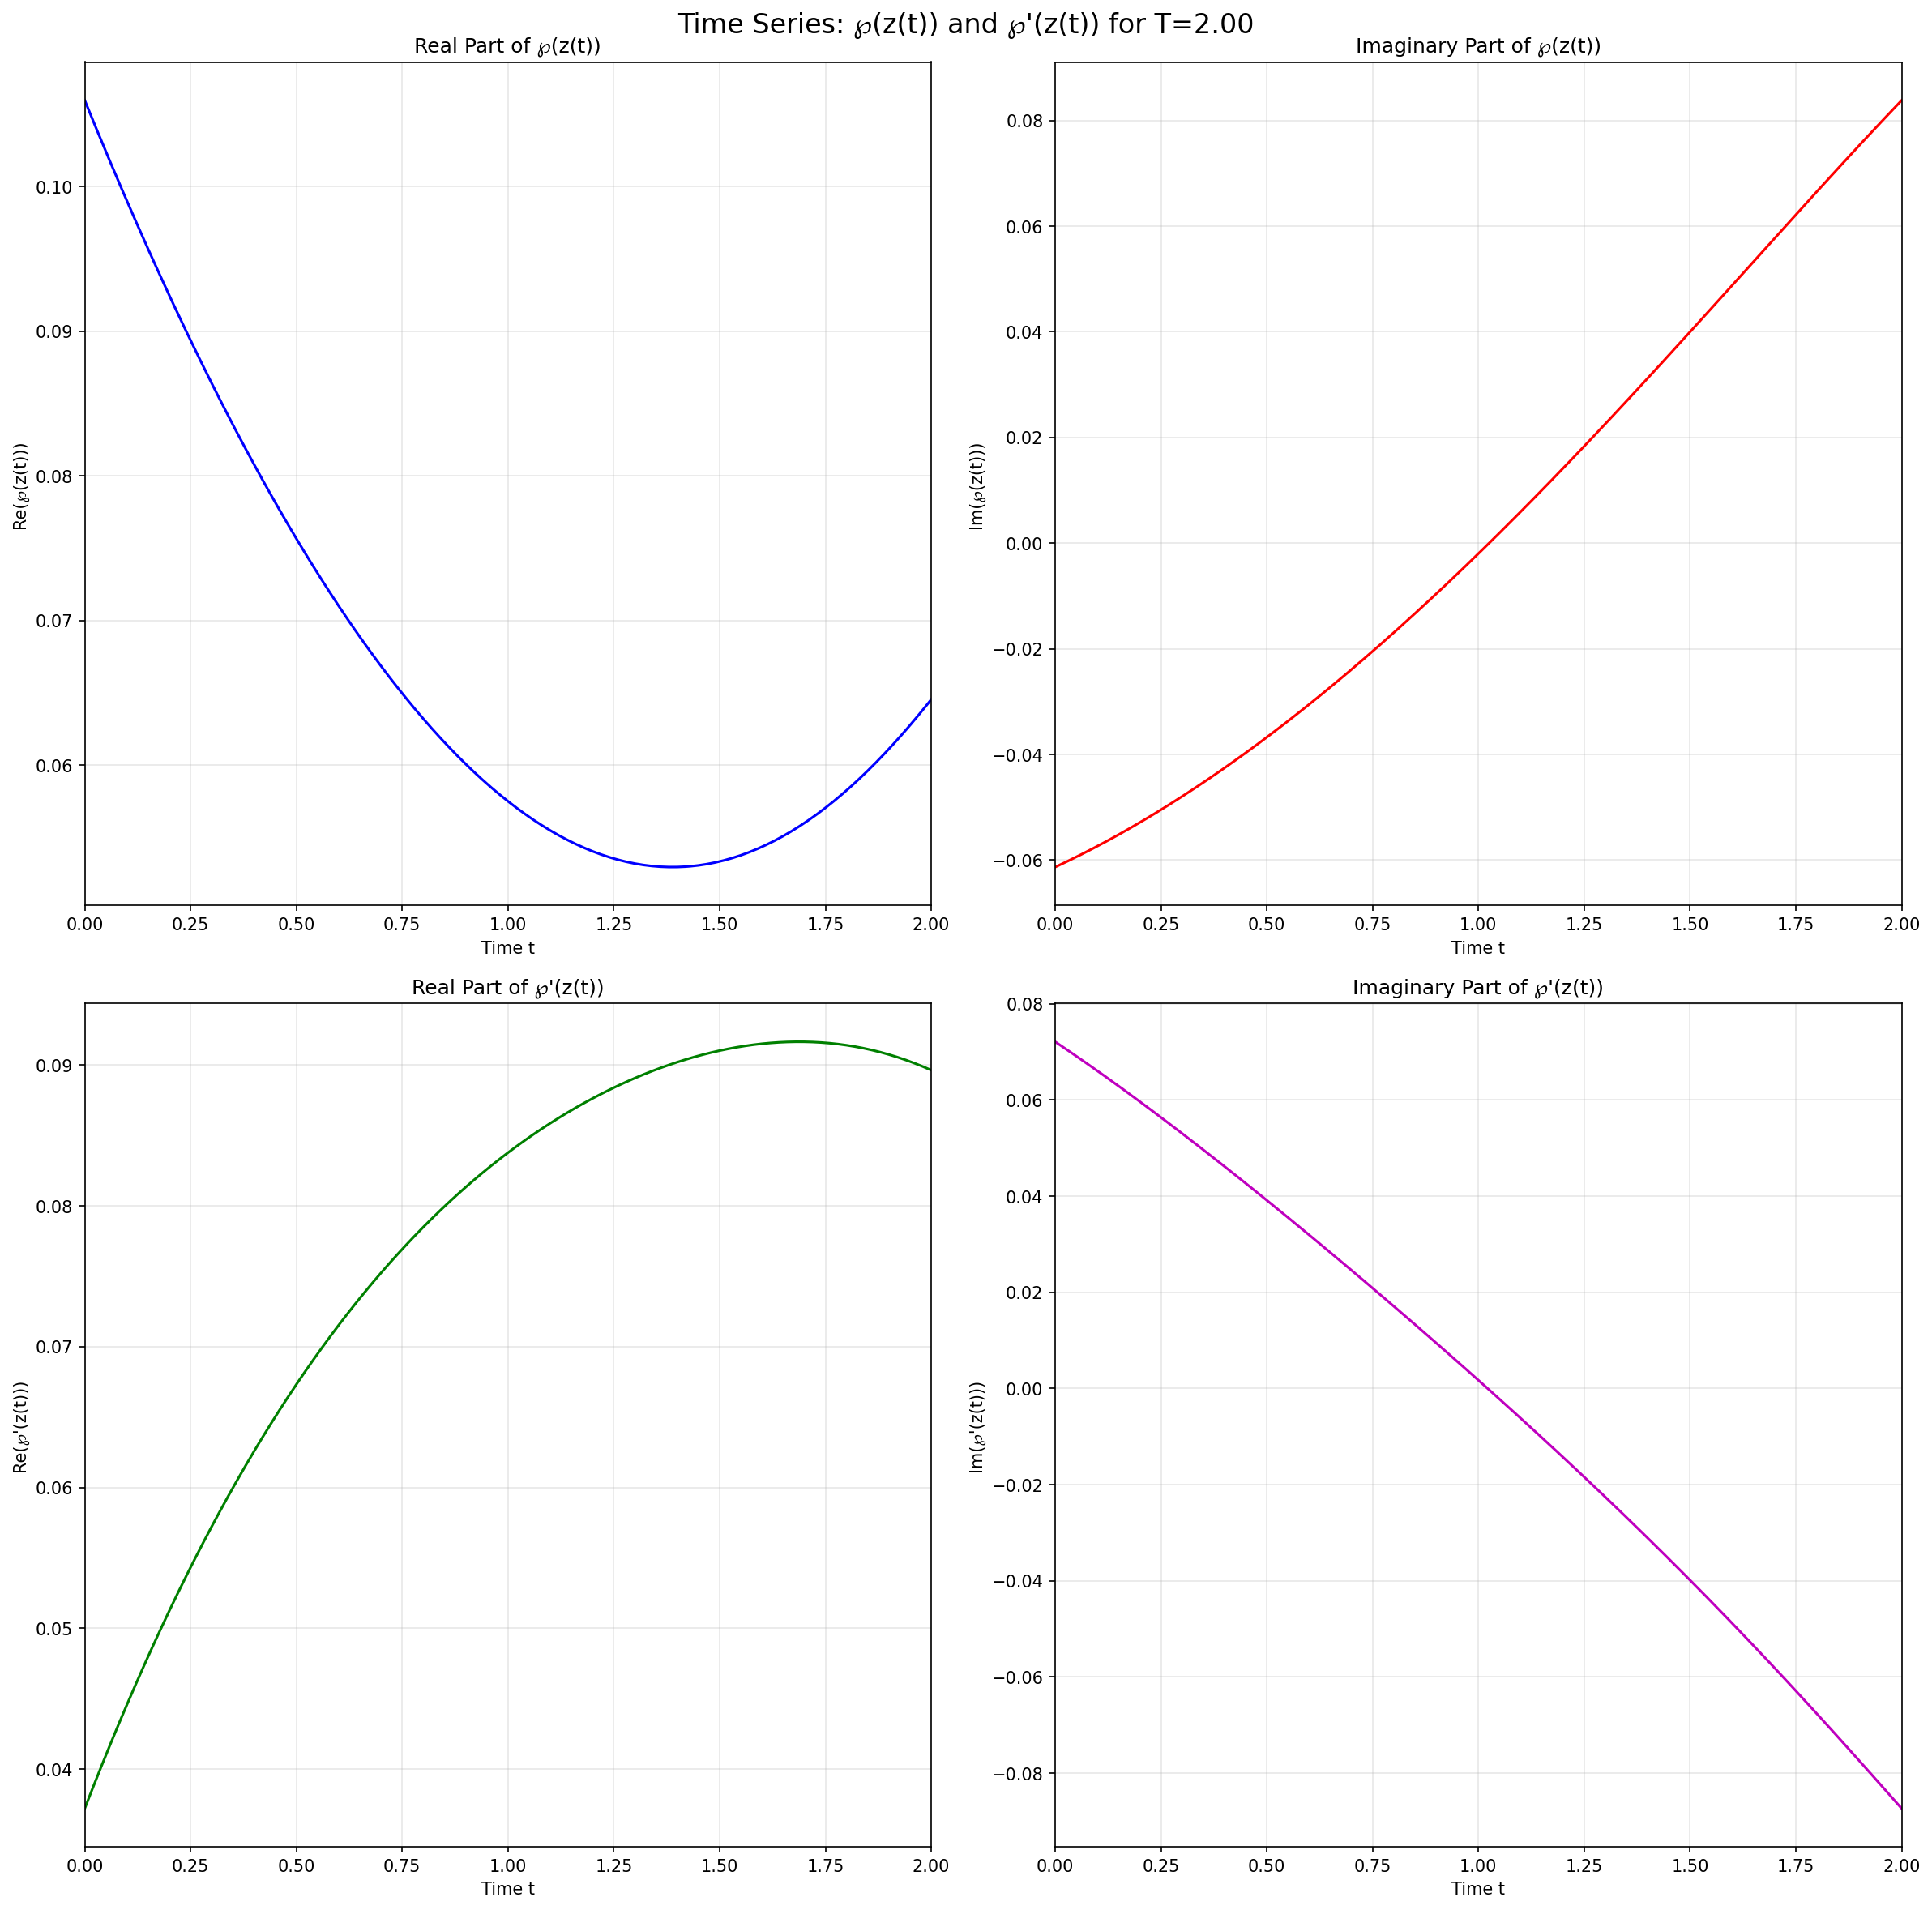 Time Series: ℘(z(t)) and ℘'(z(t)) for T=2.00
Real Part of ℘(z(t))
Re(℘(z(t)))
0.10
0.09
0.08
0.07
0.06
0.00 0.25 0.50 0.75 1.00 1.25 1.50 1.75 2.00
Time t
Imaginary Part of ℘(z(t))
Im(℘(z(t)))
0.08
0.06
0.04
0.02
0.00
−0.02
−0.04
−0.06
0.00 0.25 0.50 0.75 1.00 1.25 1.50 1.75 2.00
Time t
Real Part of ℘'(z(t))
Re(℘'(z(t)))
0.09
0.08
0.07
0.06
0.05
0.04
0.00 0.25 0.50 0.75 1.00 1.25 1.50 1.75 2.00
Time t
Imaginary Part of ℘'(z(t))
Im(℘'(z(t)))
0.08
0.06
0.04
0.02
0.00
−0.02
−0.04
−0.06
−0.08
0.00 0.25 0.50 0.75 1.00 1.25 1.50 1.75 2.00
Time t